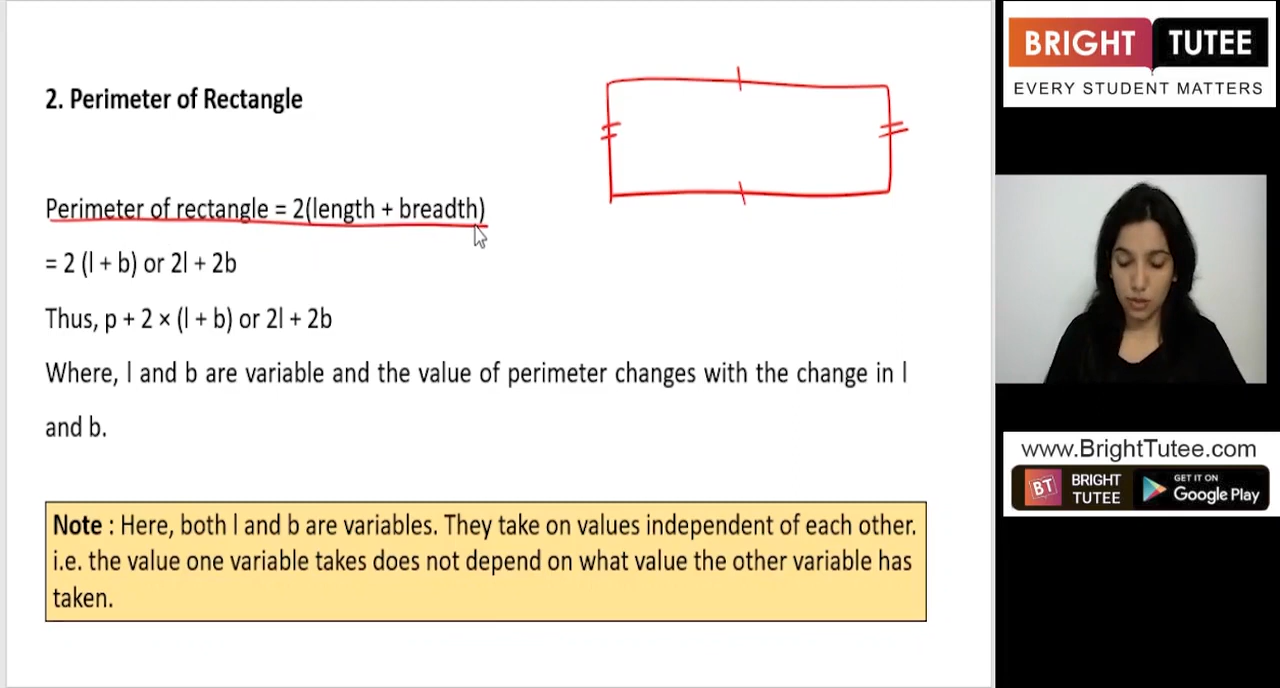 2. Perimeter of Rectangle
Perimeter of rectangle = 2(length + breadth)
= 2 (l + b) or 2l + 2b
Thus, p + 2 × (l + b) or 2l + 2b
Where, l and b are variable and the value of perimeter changes with the change in l
and b.
Note : Here, both l and b are variables. They take on values independent of each other.
i.e. the value one variable takes does not depend on what value the other variable has
taken.
BRIGHT TUTEE
EVERY STUDENT MATTERS
www.BrightTutee.com
BT
BRIGHT
TUTEE
GET IT ON
Google Play